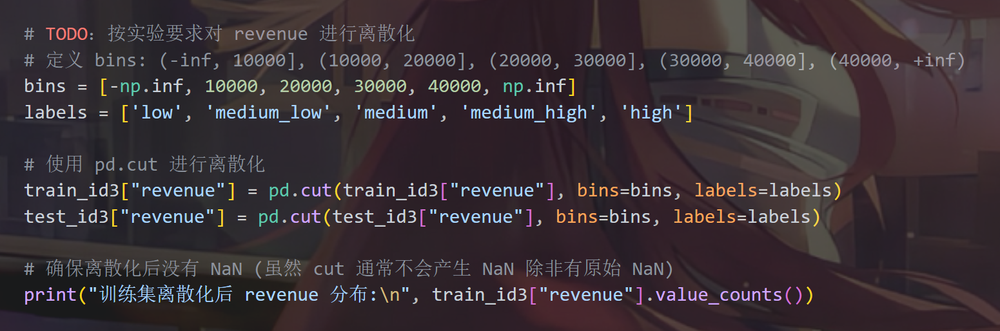 # TODO: 按实验要求对 revenue 进行离散化
# 定义 bins: (-inf, 10000], (10000, 20000], (20000, 30000], (30000, 40000], (40000, +inf)
bins = [-np.inf, 10000, 20000, 30000, 40000, np.inf]
labels = ['low', 'medium_low', 'medium', 'medium_high', 'high']
# 使用 pd.cut 进行离散化
train_id3["revenue"] = pd.cut(train_id3["revenue"], bins=bins, labels=labels)
test_id3["revenue"] = pd.cut(test_id3["revenue"], bins=bins, labels=labels)
# 确保离散化后没有 NaN (虽然 cut 通常不会产生 NaN 除非有原始 NaN)
print("训练集离散化后 revenue 分布:\n", train_id3["revenue"].value_counts())